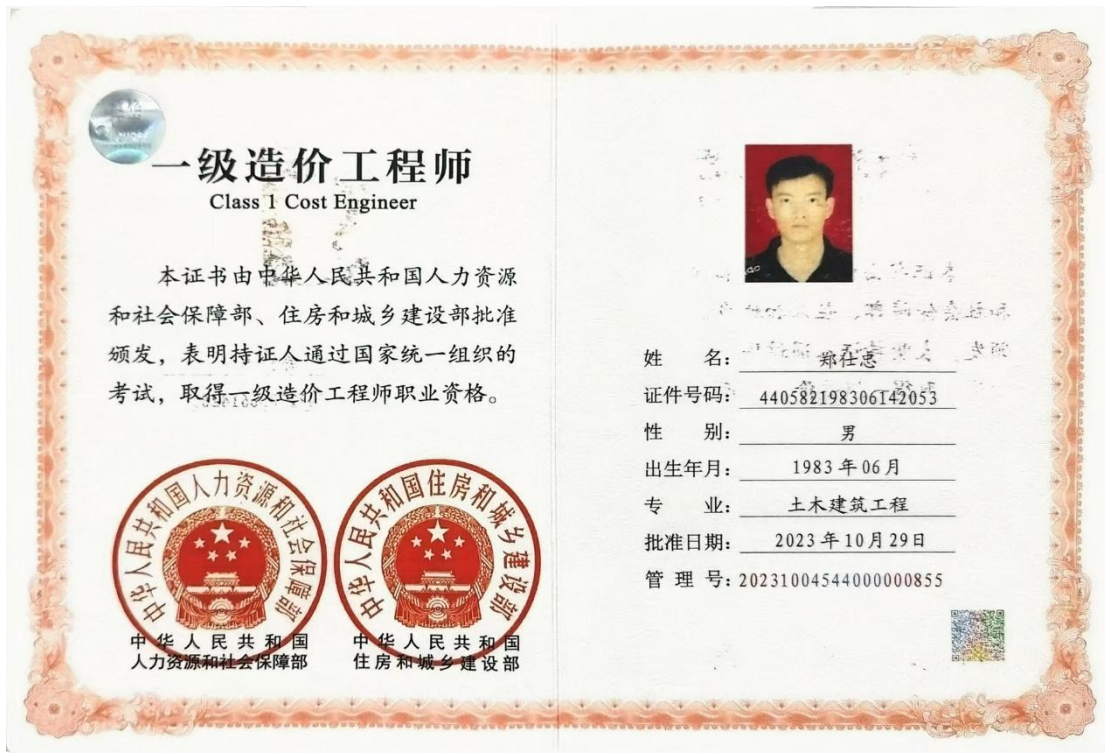 一级造价工程师
Class 1 Cost Engineer
本证书由中华人民共和国人力资源
和社会保障部、住房和城乡建设部批准
颁发，表明持证人通过国家统一组织的
考试，取得一级造价工程师职业资格。
中华人民共和国人力资源和社会保障部
中华人民共和国住房和城乡建设部
中华人民共和国
人力资源和社会保障部
中华人民共和国
住房和城乡建设部
姓 名：郑仕忠
证件号码：440582198306142053
性 别：男
出生年月：1983年06月
专 业：土木建筑工程
批准日期：2023年10月29日
管 理 号：20231004544000000855